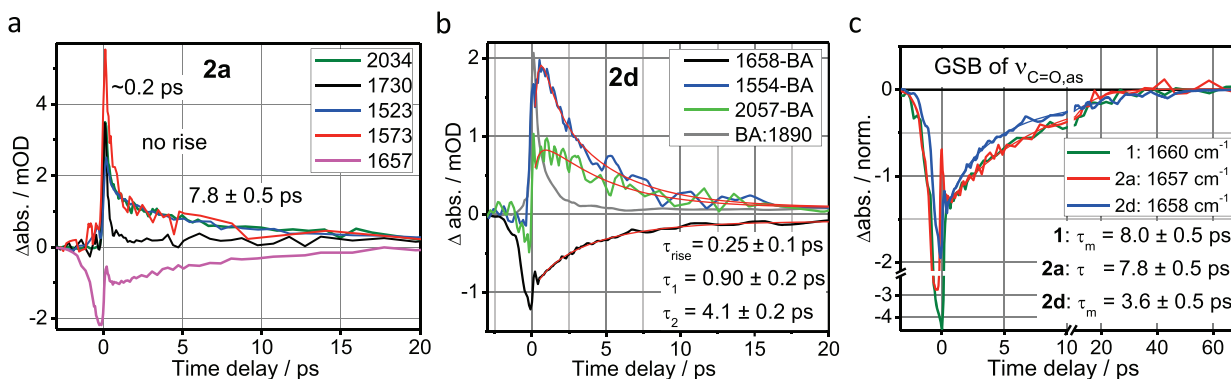 a
2a
~0.2 ps
no rise
7.8 ± 0.5 ps
2034
1730
1523
1573
1657
Δabs. / mOD
4
2
0
-2
0 5 10 15 20
Time delay / ps
b
2d
1658-BA
1554-BA
2057-BA
BA:1890
τrise = 0.25 ± 0.1 ps
τ1 = 0.90 ± 0.2 ps
τ2 = 4.1 ± 0.2 ps
Δ abs. / mOD
2
1
0
-1
0 5 10 15 20
Time delay / ps
c
GSB of νC=O,as
1: 1660 cm-1
2a: 1657 cm-1
2d: 1658 cm-1
1: τm = 8.0 ± 0.5 ps
2a: τ = 7.8 ± 0.5 ps
2d: τm = 3.6 ± 0.5 ps
Δabs. / norm.
0
-1
-2
-3
-4
0 5 10 20 40 60
Time delay / ps